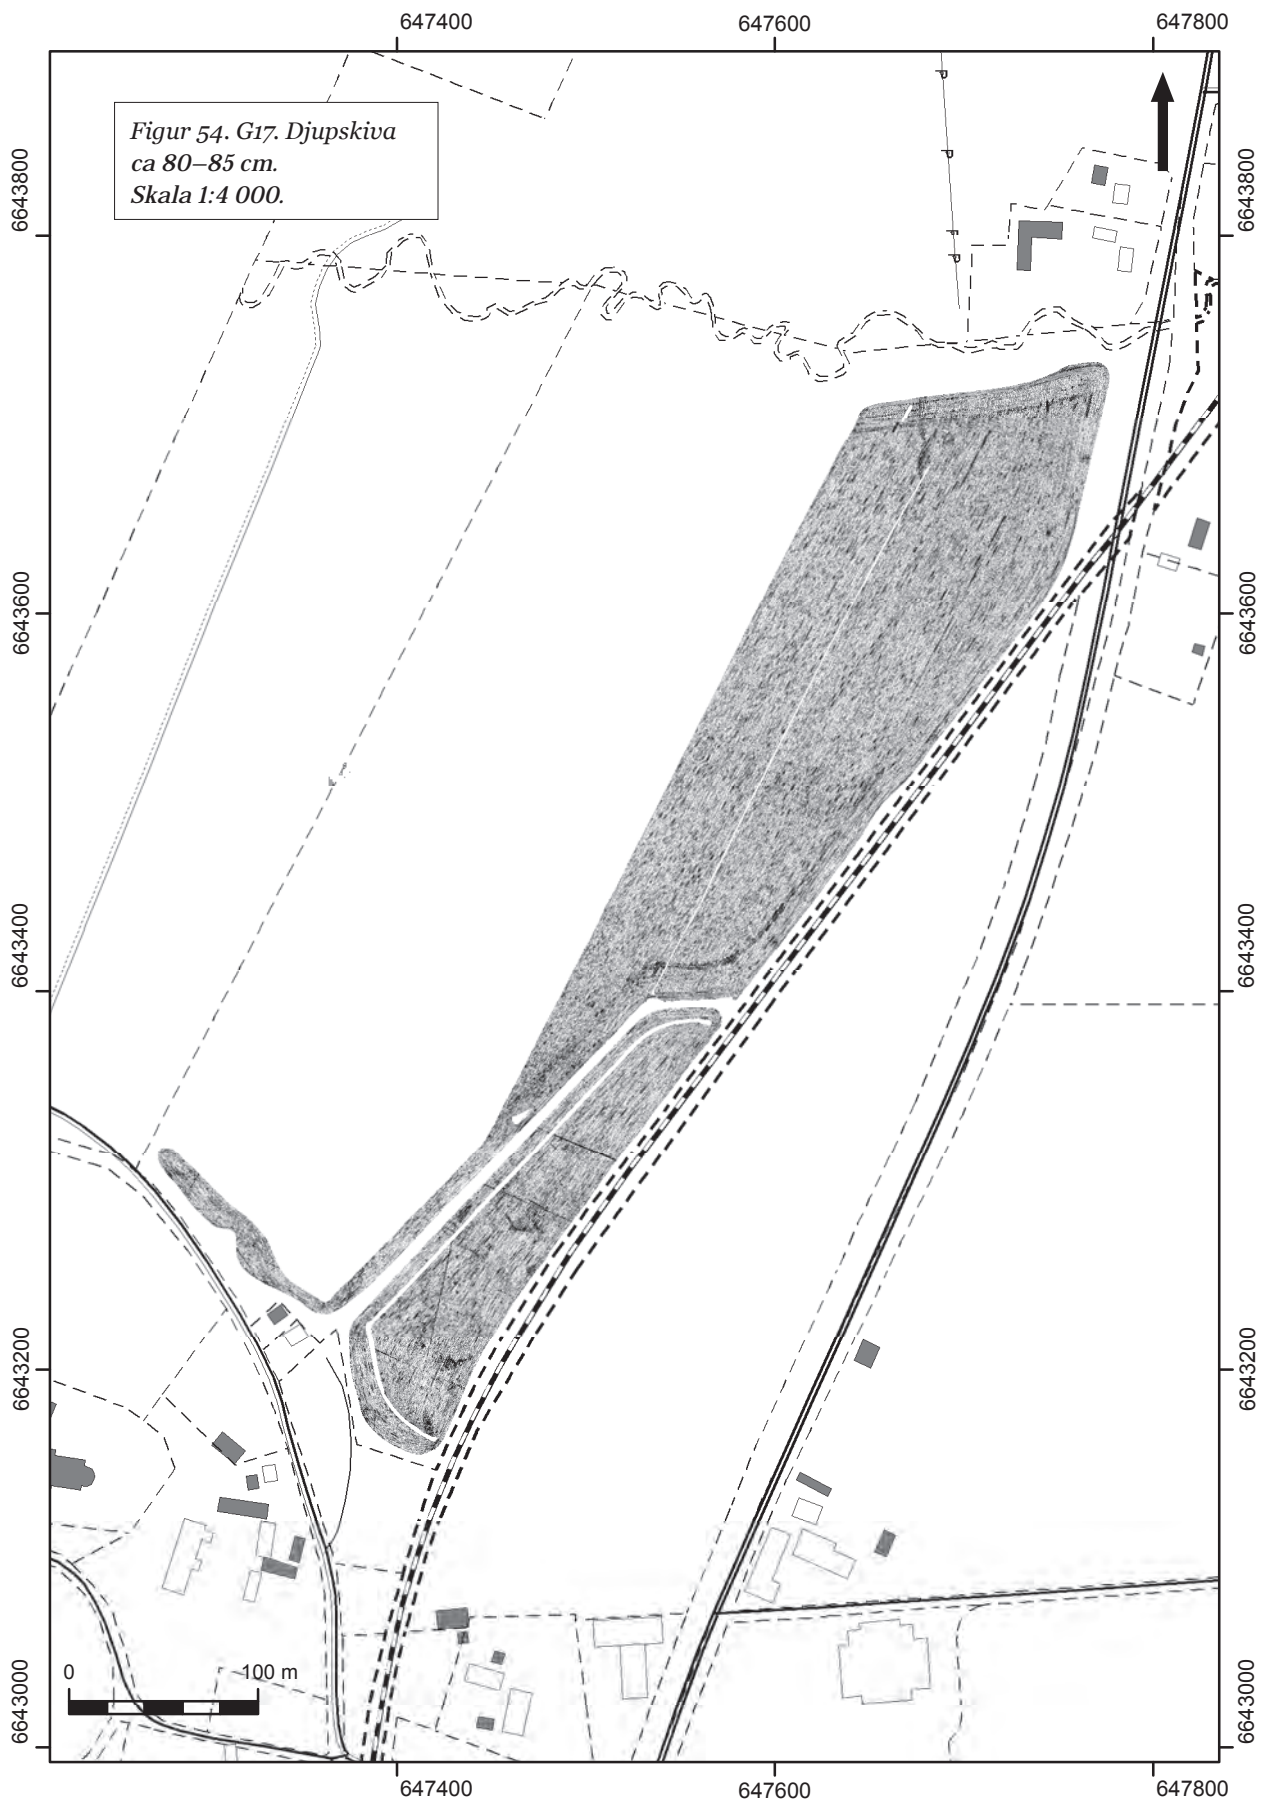 647400 647600 647800
Figur 54. G17. Djupskiva
ca 80–85 cm.
Skala 1:4 000.
P
P
P
P
6643800 6643800
6643600 6643600
6643400 6643400
6643200 6643200
6643000 6643000
0 100 m
647400 647600 647800